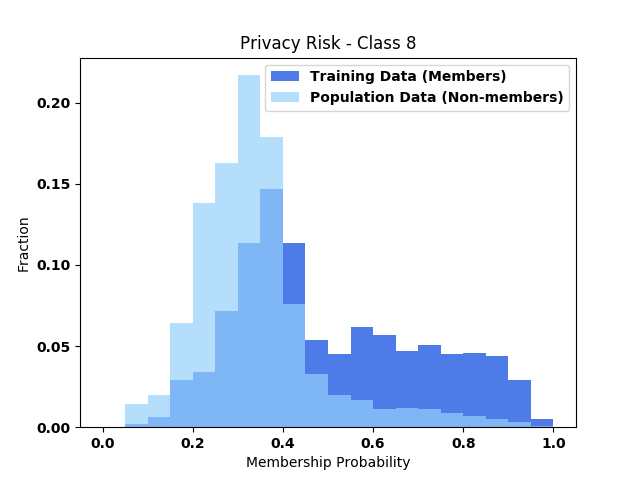 Privacy Risk - Class 8
Training Data (Members)
Population Data (Non-members)
Fraction
0.20
0.15
0.10
0.05
0.00
0.0 0.2 0.4 0.6 0.8 1.0
Membership Probability